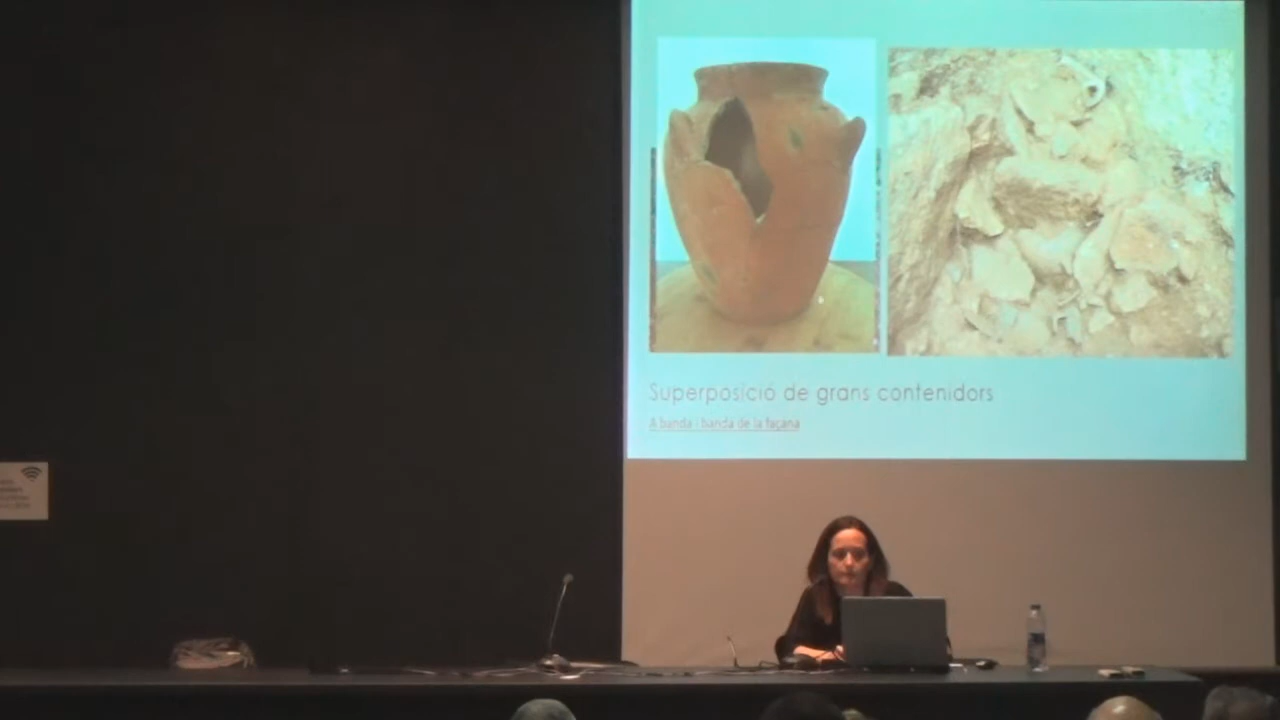 Superposició de grans contenidors
A banda i banda de la façana